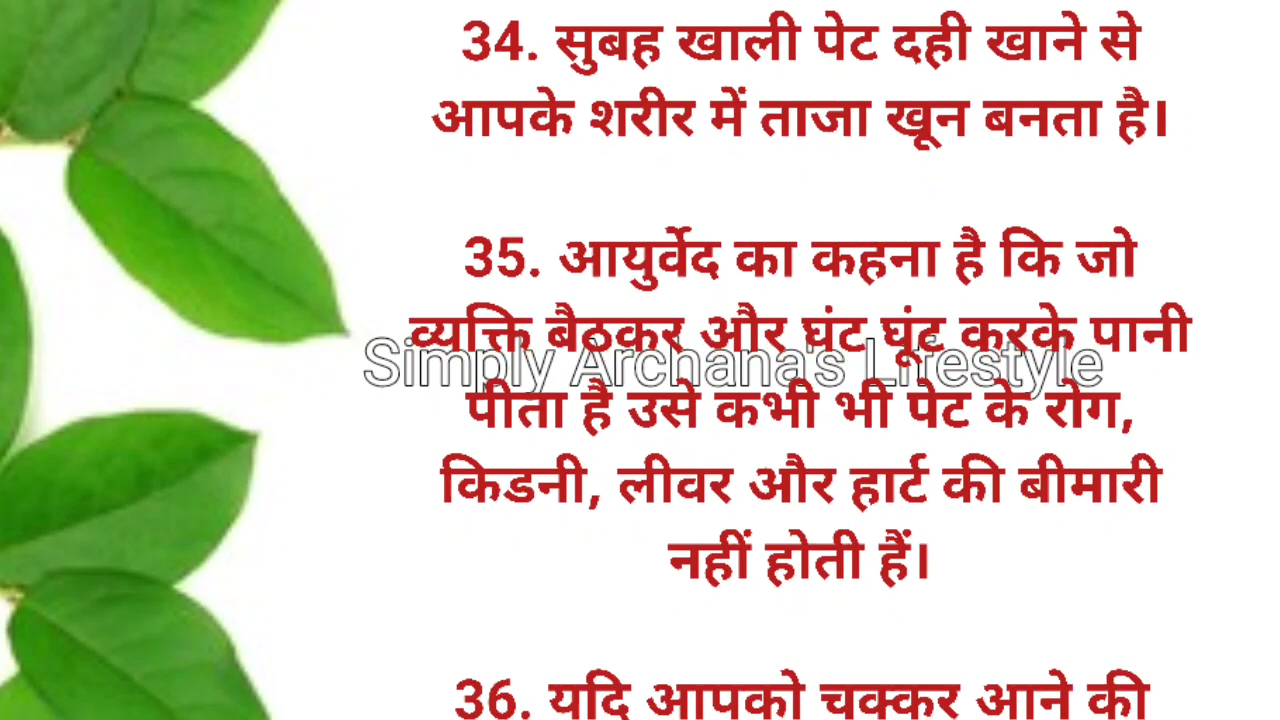 34. सुबह खाली पेट दही खाने से
आपके शरीर में ताजा खून बनता है।
35. आयुर्वेद का कहना है कि जो
व्यक्ति बैठकर और घंट घूंट करके पानी
Simply Archana's Lifestyle
पीता है उसे कभी भी पेट के रोग,
किडनी, लीवर और हार्ट की बीमारी
नहीं होती हैं।
36. यदि आपको चक्कर आने की